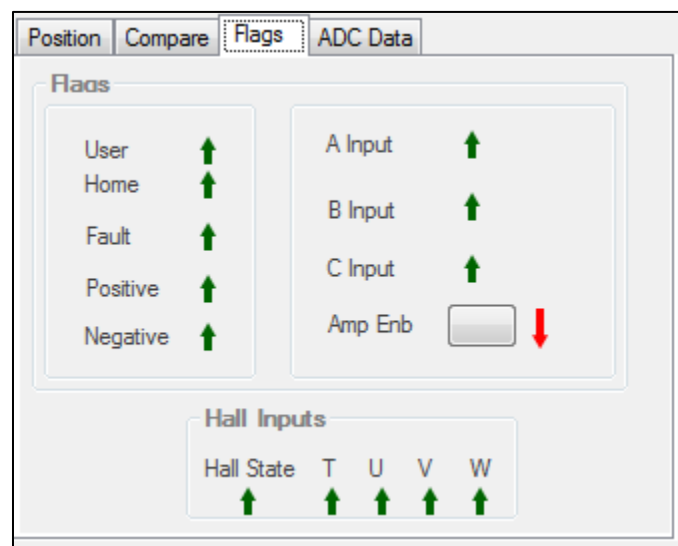 Position Compare Flags ADC Data
Flags
User
Home
Fault
Positive
Negative
A Input
B Input
C Input
Amp Enb
Hall Inputs
Hall State T U V W